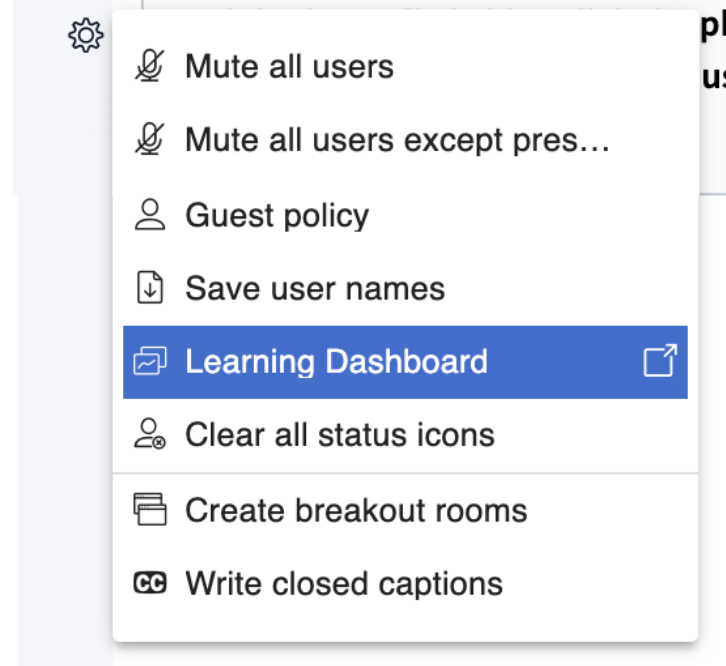 Mute all users
Mute all users except pres...
Guest policy
Save user names
Learning Dashboard
Clear all status icons
Create breakout rooms
CC Write closed captions